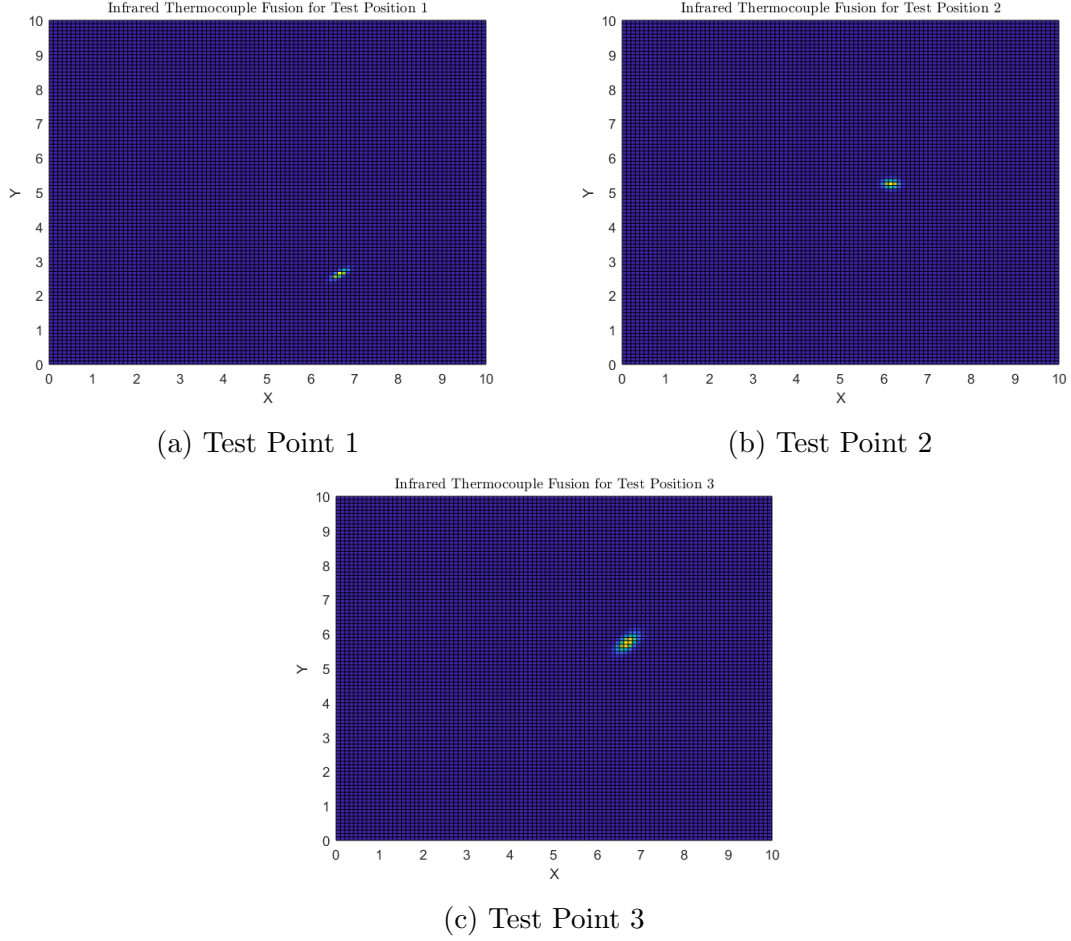 Infrared Thermocouple Fusion for Test Position 1
10
9
8
7
6
5
4
3
2
1
0
Y
0 1 2 3 4 5 6 7 8 9 10
X
(a) Test Point 1
Infrared Thermocouple Fusion for Test Position 2
10
9
8
7
6
5
4
3
2
1
0
Y
0 1 2 3 4 5 6 7 8 9 10
X
(b) Test Point 2
Infrared Thermocouple Fusion for Test Position 3
10
9
8
7
6
5
4
3
2
1
0
Y
0 1 2 3 4 5 6 7 8 9 10
X
(c) Test Point 3